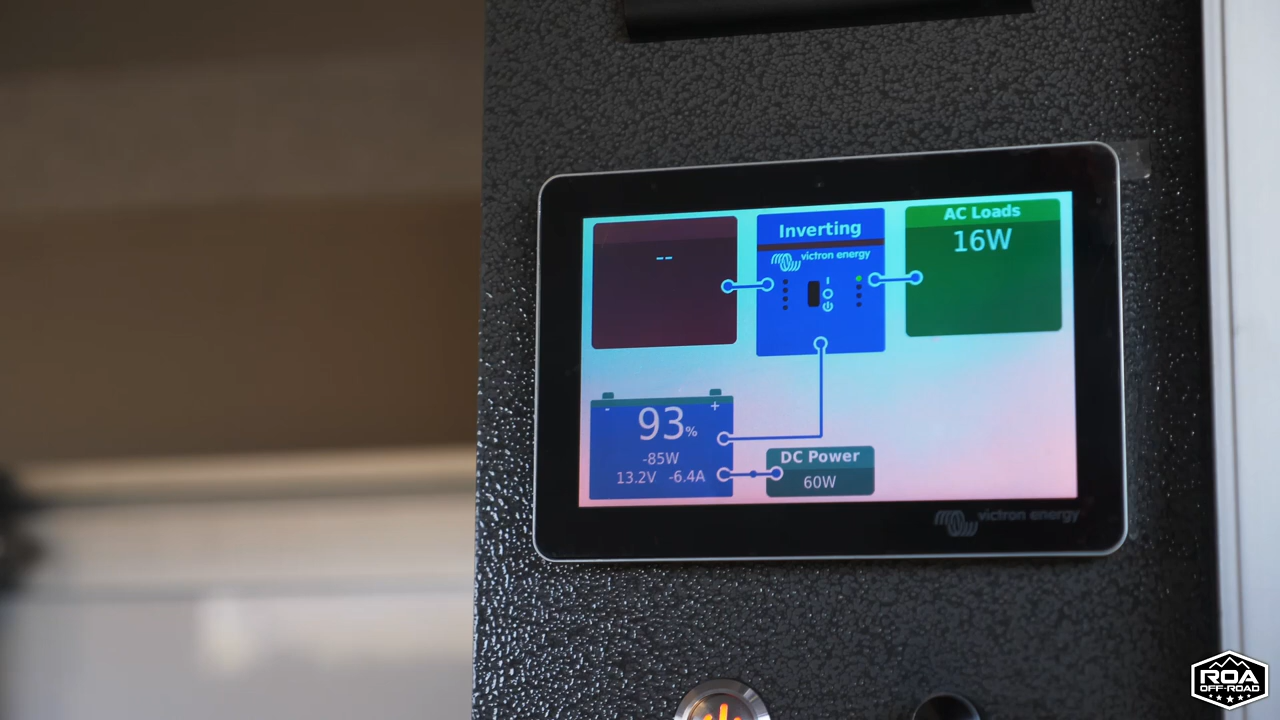 --
Inverting
victron energy
AC Loads
16W
- +
93%
-85W
13.2V -6.4A
DC Power
60W
victron energy
ROA
OFF-ROAD